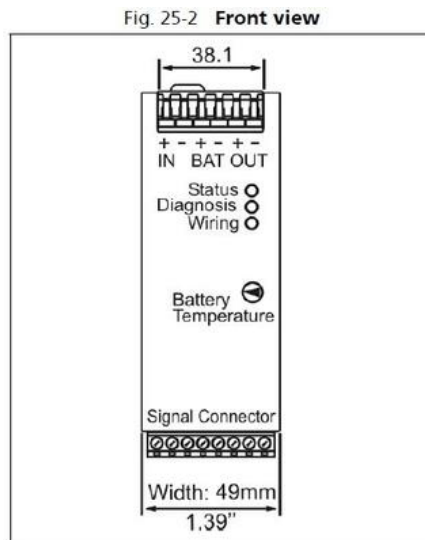 Fig. 25-2 Front view
38.1
+ - + - + -
IN BAT OUT
Status
Diagnosis
Wiring
Battery
Temperature
Signal Connector
Width: 49mm
1.39"